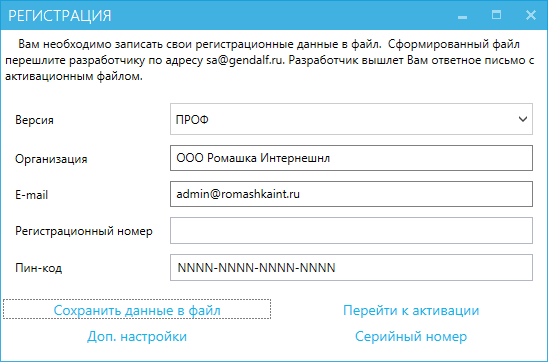 РЕГИСТРАЦИЯ
Вам необходимо записать свои регистрационные данные в файл. Сформированный файл
перешлите разработчику по адресу sa@gendalf.ru. Разработчик вышлет Вам ответное письмо с
активационным файлом.
Версия ПРОФ
Организация ООО Ромашка Интернешнл
E-mail admin@romashkaint.ru
Регистрационный номер
Пин-код NNNN-NNNN-NNNN-NNNN
Сохранить данные в файл Перейти к активации
Доп. настройки Серийный номер